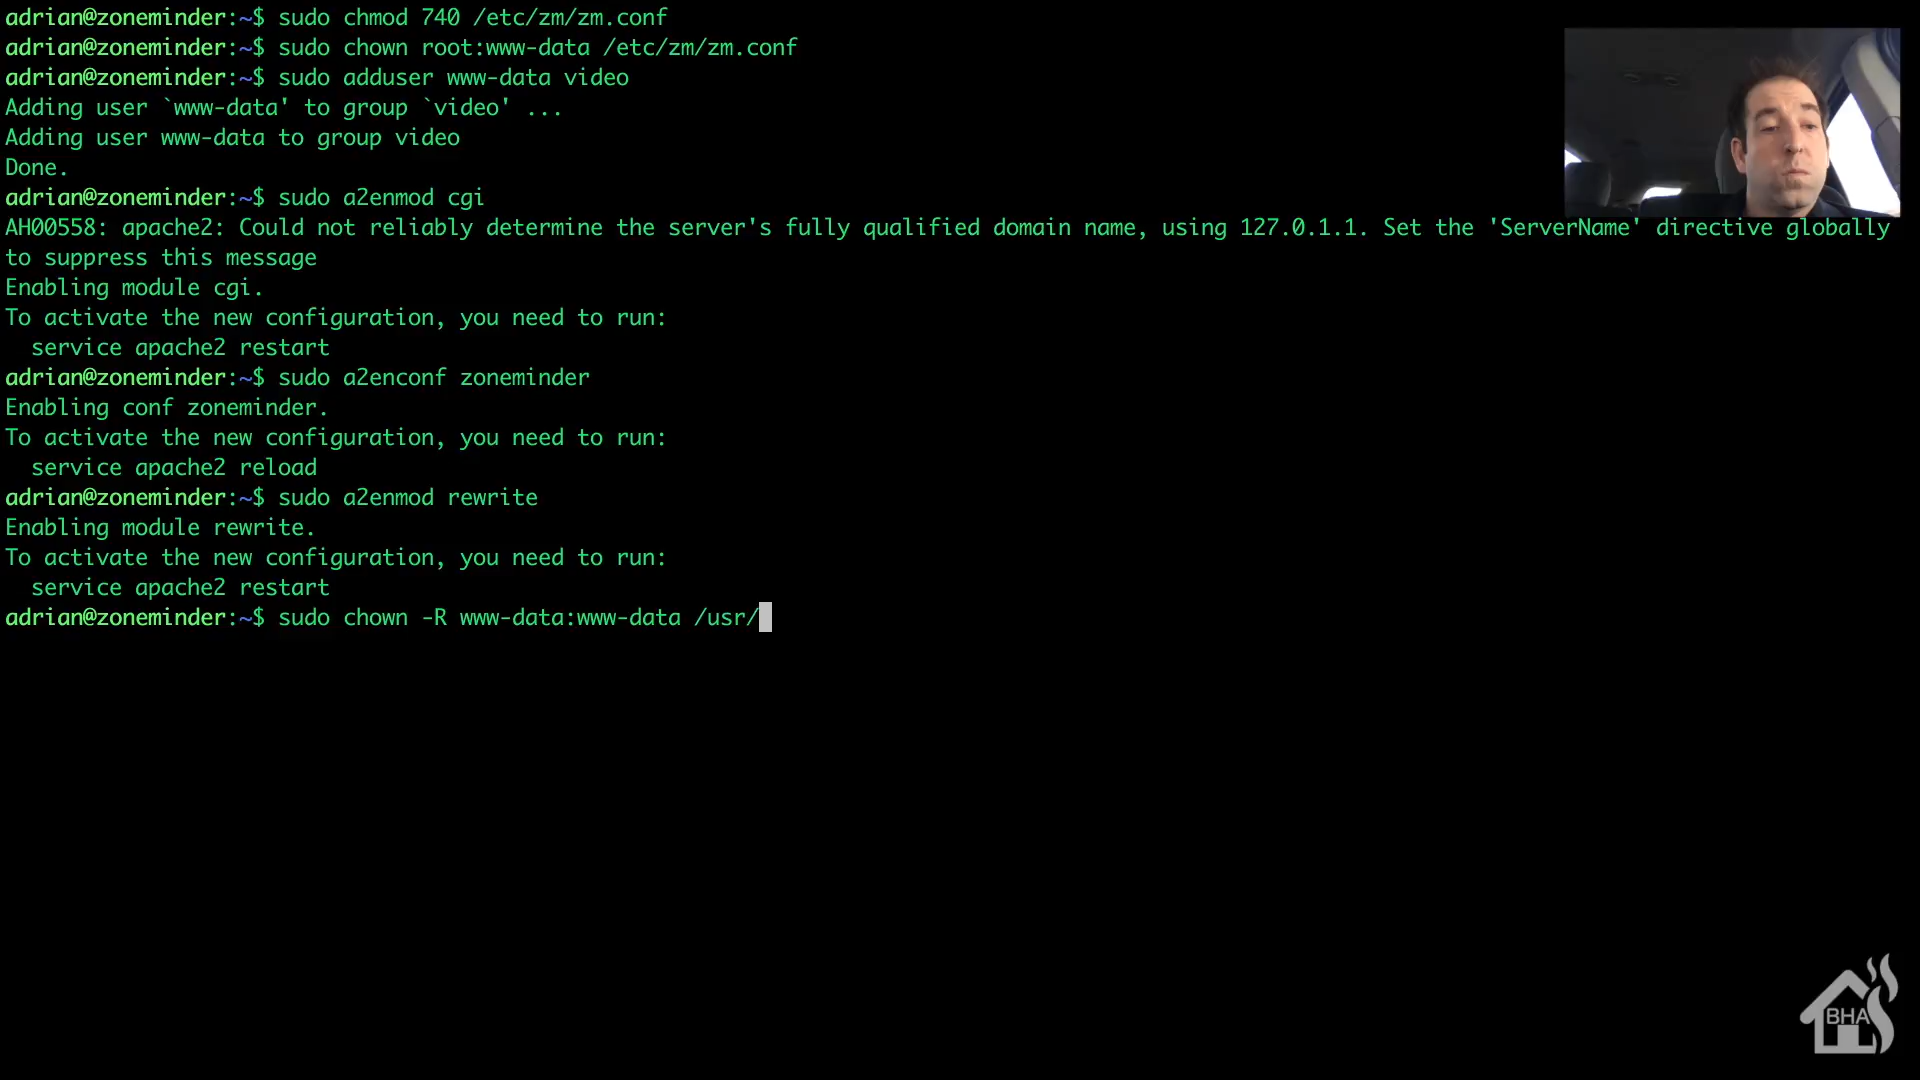 adrian@zoneminder:~$ sudo chmod 740 /etc/zm/zm.conf
adrian@zoneminder:~$ sudo chown root:www-data /etc/zm/zm.conf
adrian@zoneminder:~$ sudo adduser www-data video
Adding user `www-data' to group `video' ...
Adding user www-data to group video
Done.
adrian@zoneminder:~$ sudo a2enmod cgi
AH00558: apache2: Could not reliably determine the server's fully qualified domain name, using 127.0.1.1. Set the 'ServerName' directive globally
to suppress this message
Enabling module cgi.
To activate the new configuration, you need to run:
  service apache2 restart
adrian@zoneminder:~$ sudo a2enconf zoneminder
Enabling conf zoneminder.
To activate the new configuration, you need to run:
  service apache2 reload
adrian@zoneminder:~$ sudo a2enmod rewrite
Enabling module rewrite.
To activate the new configuration, you need to run:
  service apache2 restart
adrian@zoneminder:~$ sudo chown -R www-data:www-data /usr/
BHA